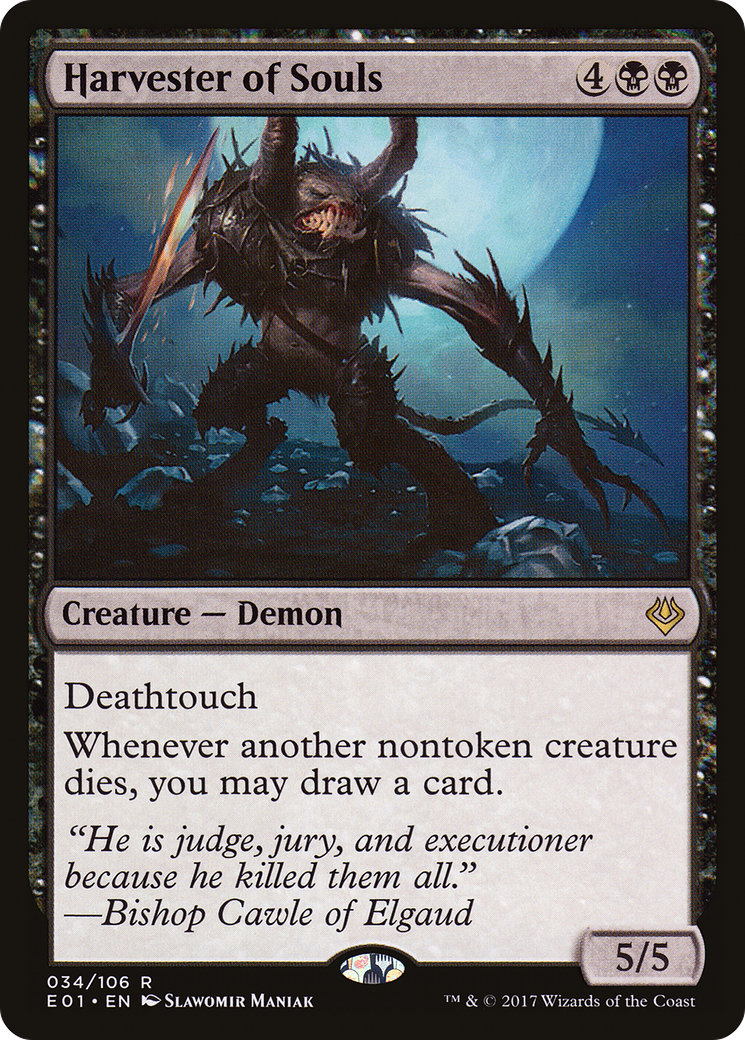 Harvester of Souls 4
Creature — Demon
Deathtouch
Whenever another nontoken creature
dies, you may draw a card.
“He is judge, jury, and executioner
because he killed them all.”
—Bishop Cawle of Elgaud
5/5
034/106 R
E01 • EN Slawomir Maniak
™ & © 2017 Wizards of the Coast